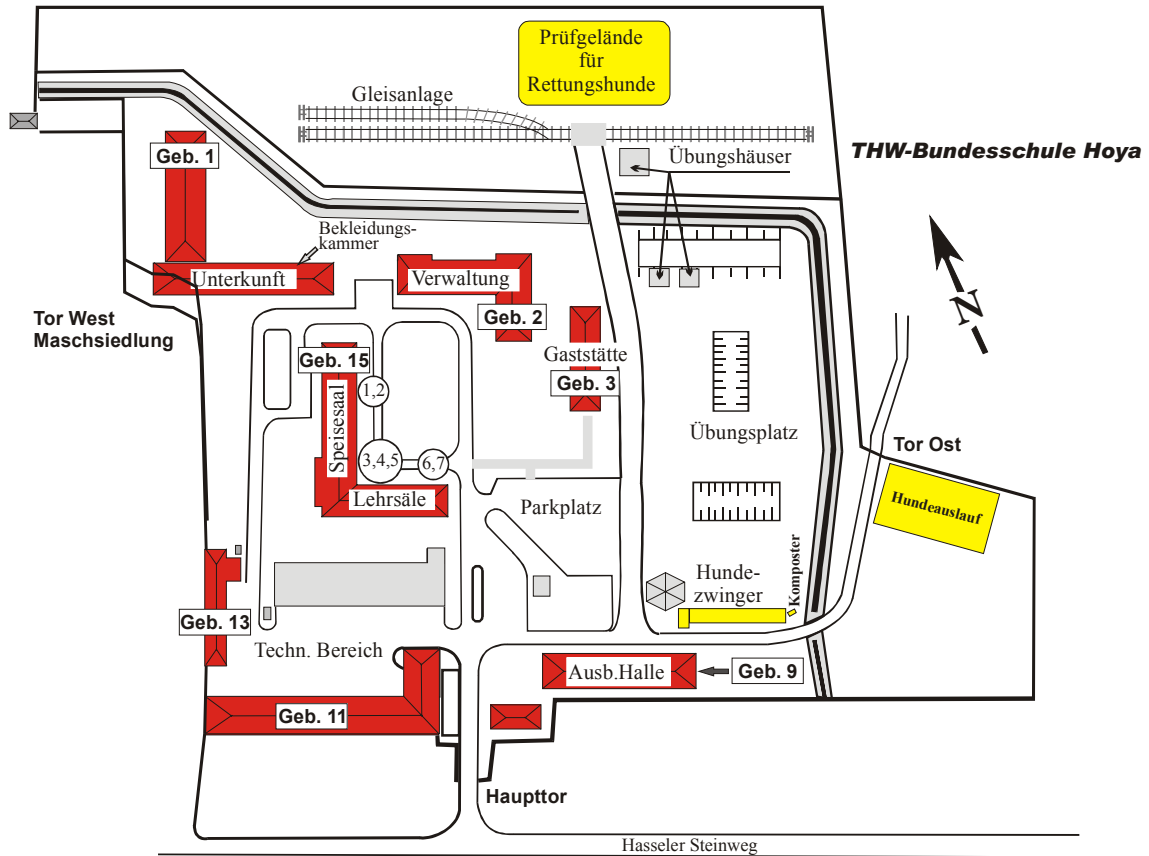 Prüfgelände
für
Rettungshunde
Gleisanlage
Übungshäuser
THW-Bundesschule Hoya
Geb. 1
Bekleidungs-
kammer
Unterkunft
Verwaltung
N
Tor West
Maschsiedlung
Geb. 2
Geb. 15
Gaststätte
Geb. 3
1,2
Speisesaal
Übungsplatz
Tor Ost
3,4,5
6,7
Lehrsäle
Parkplatz
Hundeauslauf
Hunde-
zwinger
Komposter
Geb. 13
Techn. Bereich
Ausb.Halle
Geb. 9
Geb. 11
Haupttor
Hasseler Steinweg